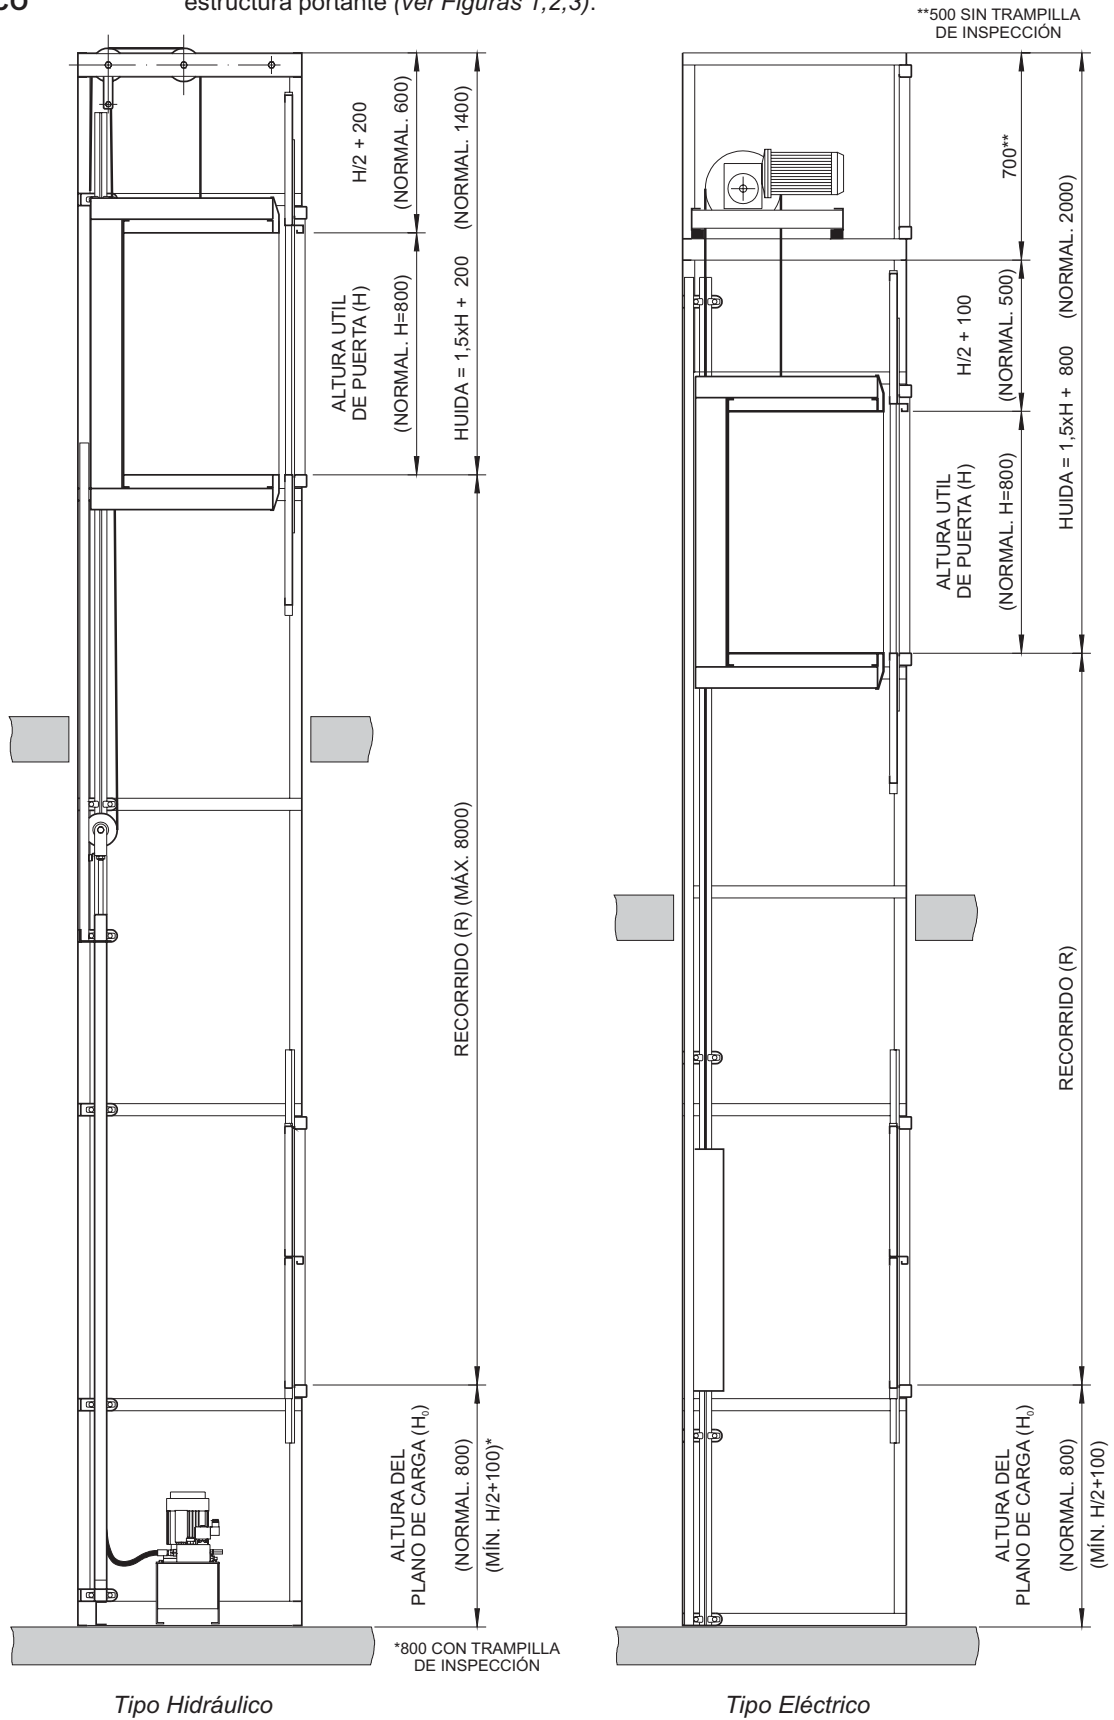 CO
estructura portante (ver Figuras 1,2,3).
**500 SIN TRAMPILLA
DE INSPECCIÓN
H/2 + 200
(NORMAL. 600)
ALTURA UTIL
DE PUERTA (H)
(NORMAL. H=800)
HUIDA = 1,5xH + 200 (NORMAL. 1400)
RECORRIDO (R) (MÁX. 8000)
ALTURA DEL
PLANO DE CARGA (H₀)
(NORMAL. 800)
(MÍN. H/2+100)*
*800 CON TRAMPILLA
DE INSPECCIÓN
Tipo Hidráulico
700**
H/2 + 100
(NORMAL. 500)
ALTURA UTIL
DE PUERTA (H)
(NORMAL. H=800)
HUIDA = 1,5xH + 800 (NORMAL. 2000)
RECORRIDO (R)
ALTURA DEL
PLANO DE CARGA (H₀)
(NORMAL. 800)
(MÍN. H/2+100)
Tipo Eléctrico